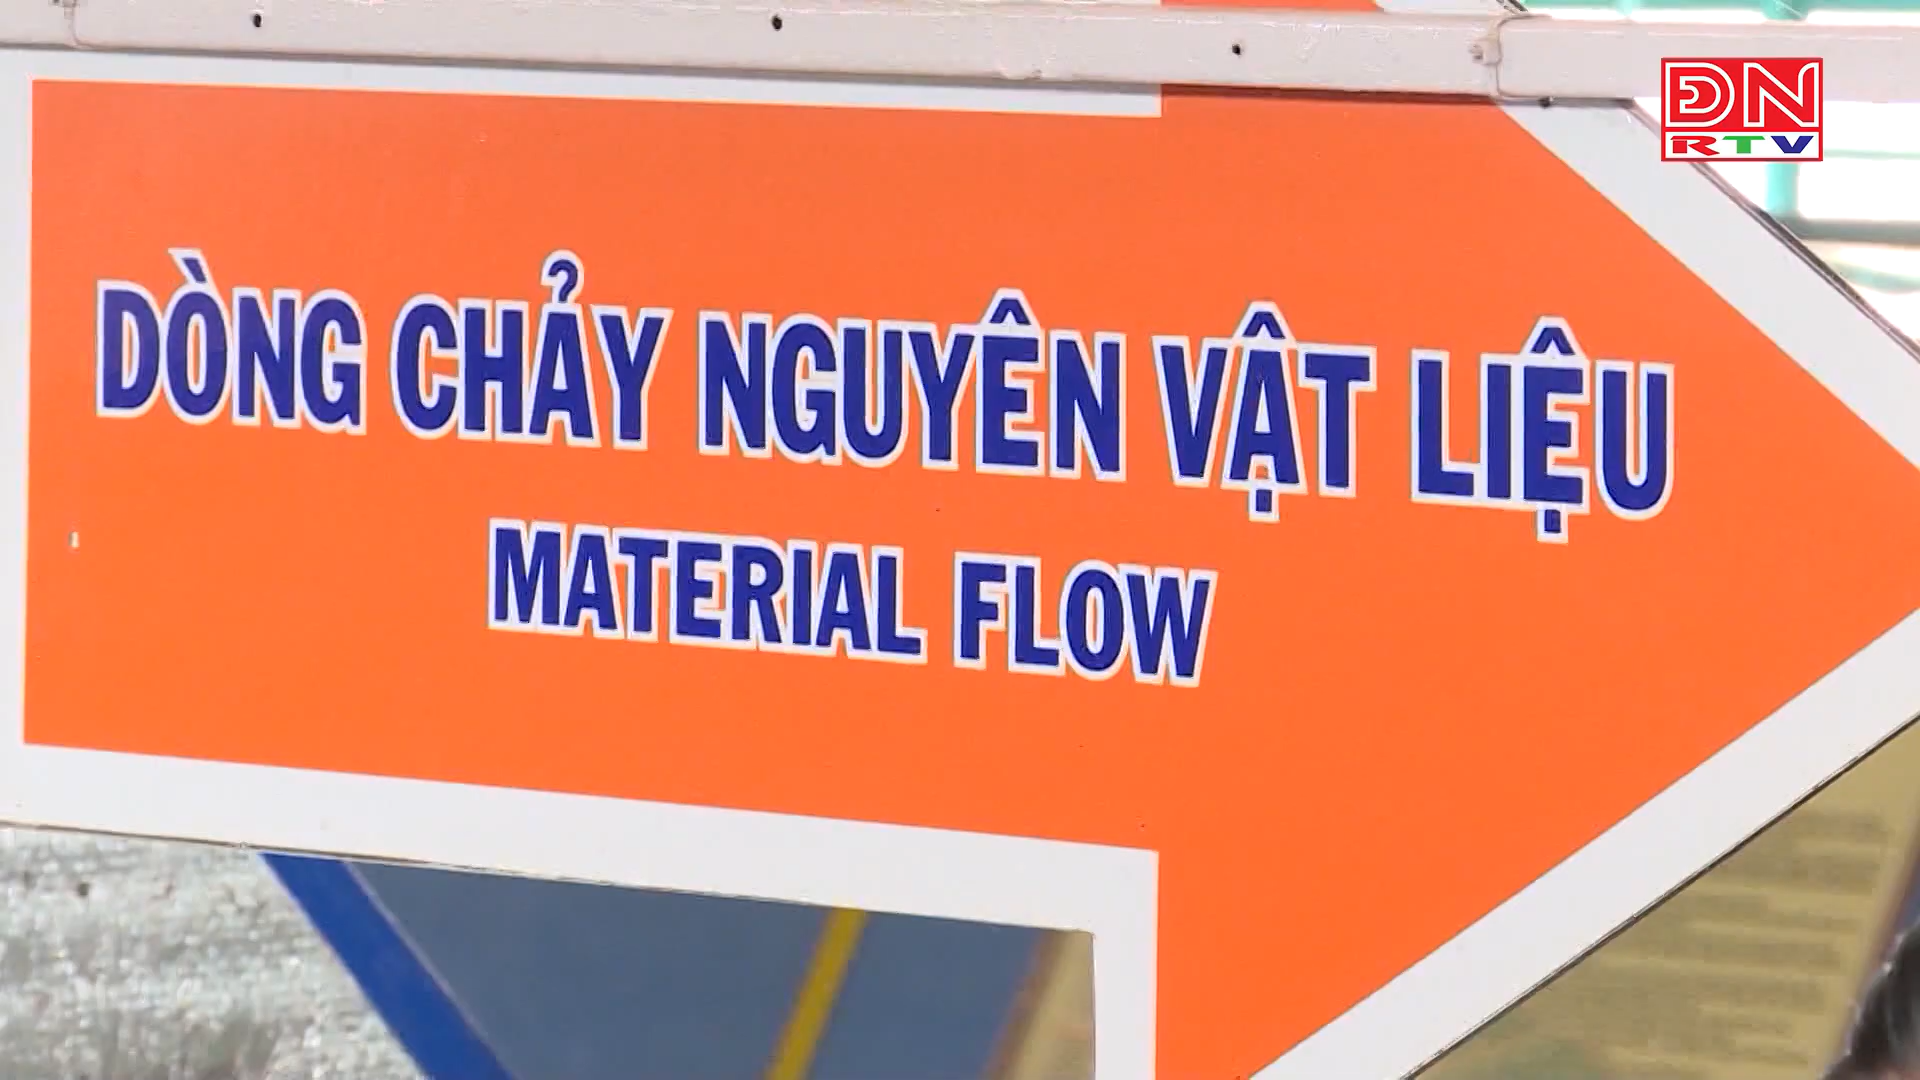 ĐN
RTV
DÒNG CHẢY NGUYÊN VẬT LIỆU
MATERIAL FLOW